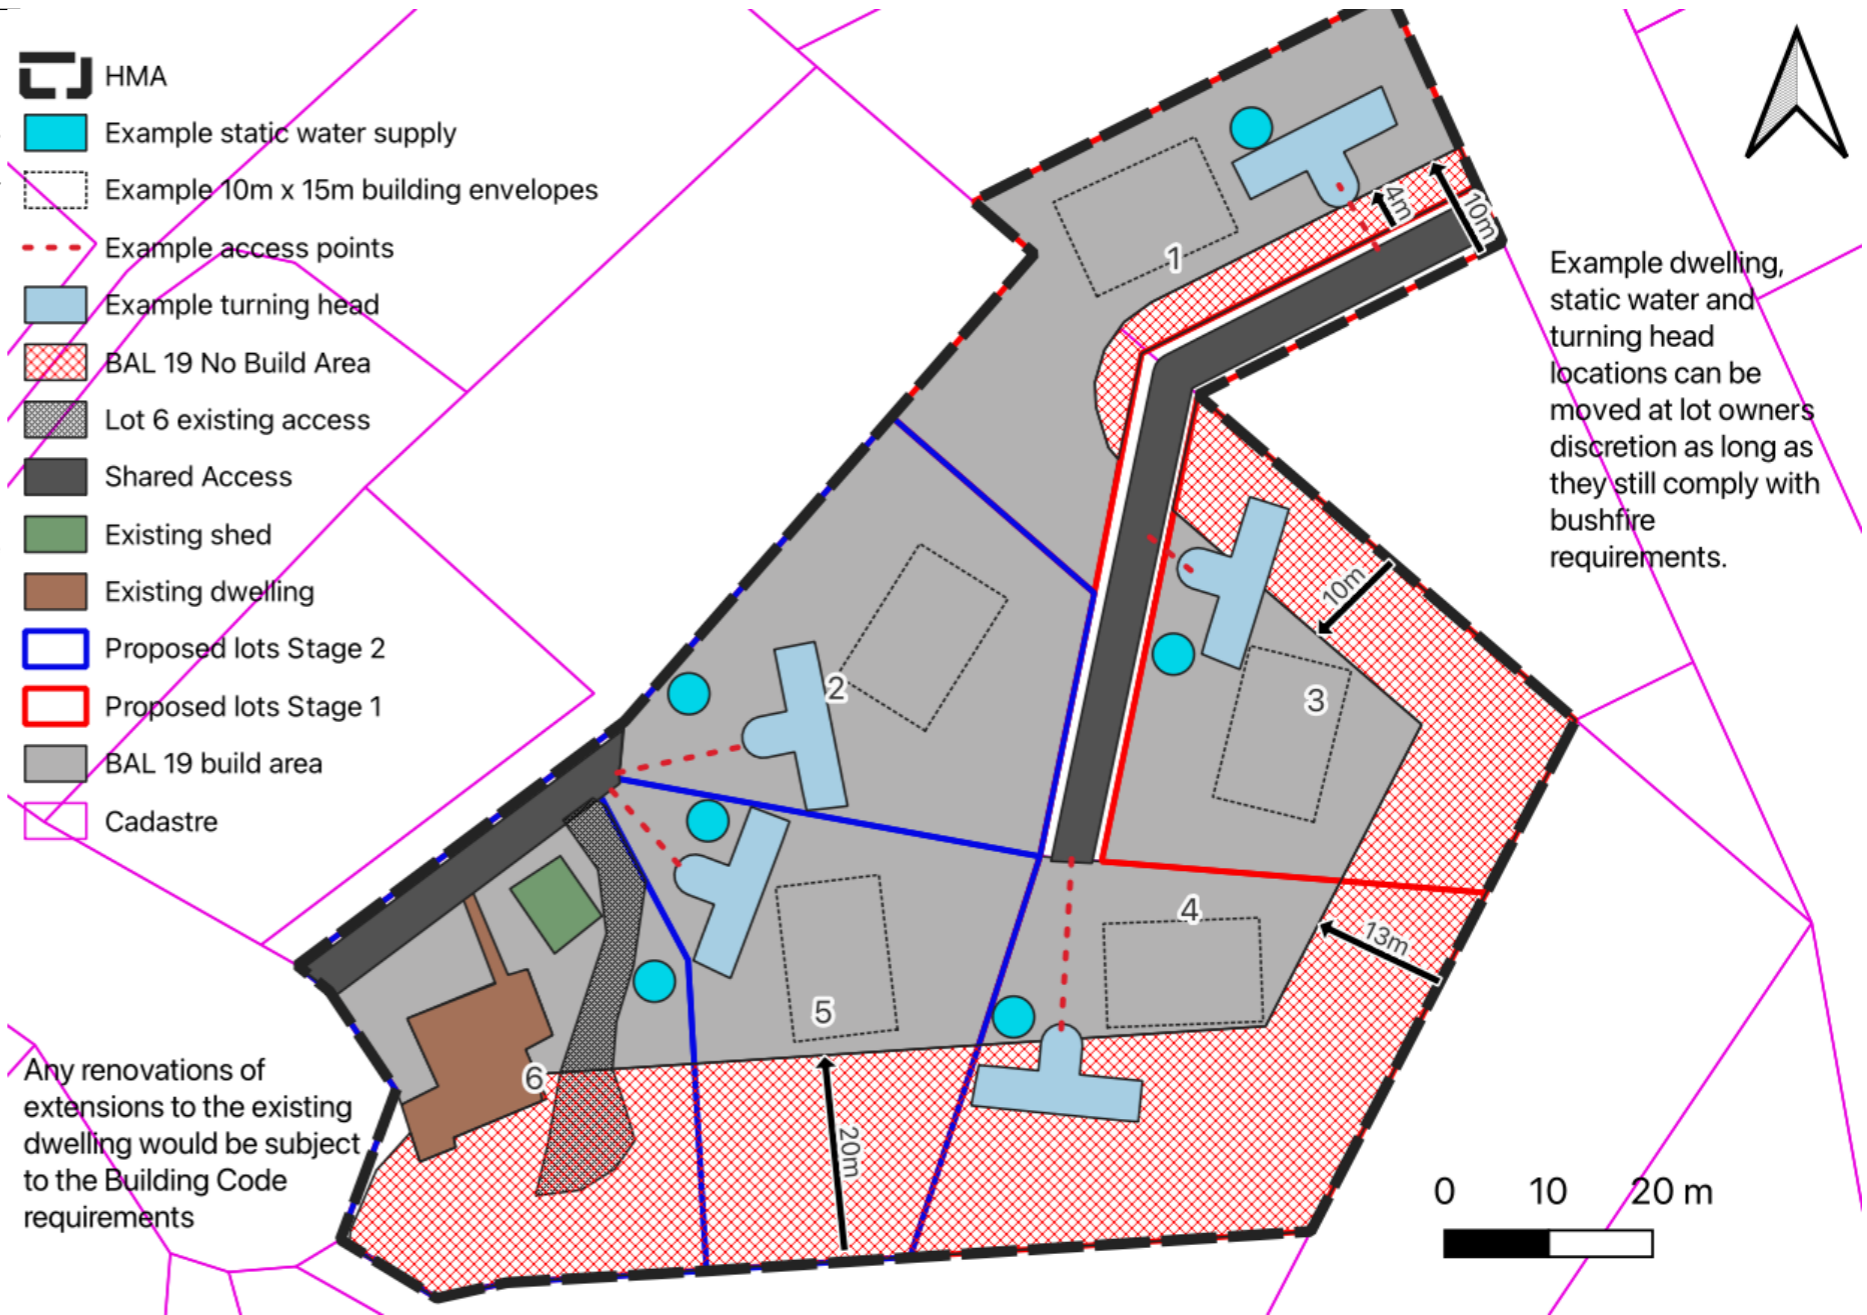 HMA
Example static water supply
Example 10m x 15m building envelopes
Example access points
Example turning head
BAL 19 No Build Area
Lot 6 existing access
Shared Access
Existing shed
Existing dwelling
Proposed lots Stage 2
Proposed lots Stage 1
BAL 19 build area
Cadastre
Any renovations of
extensions to the existing
dwelling would be subject
to the Building Code
requirements
1
4m
10m
2
10m
3
4
13m
5
6
20m
Example dwelling,
static water and
turning head
locations can be
moved at lot owners
discretion as long as
they still comply with
bushfire
requirements.
0 10 20 m